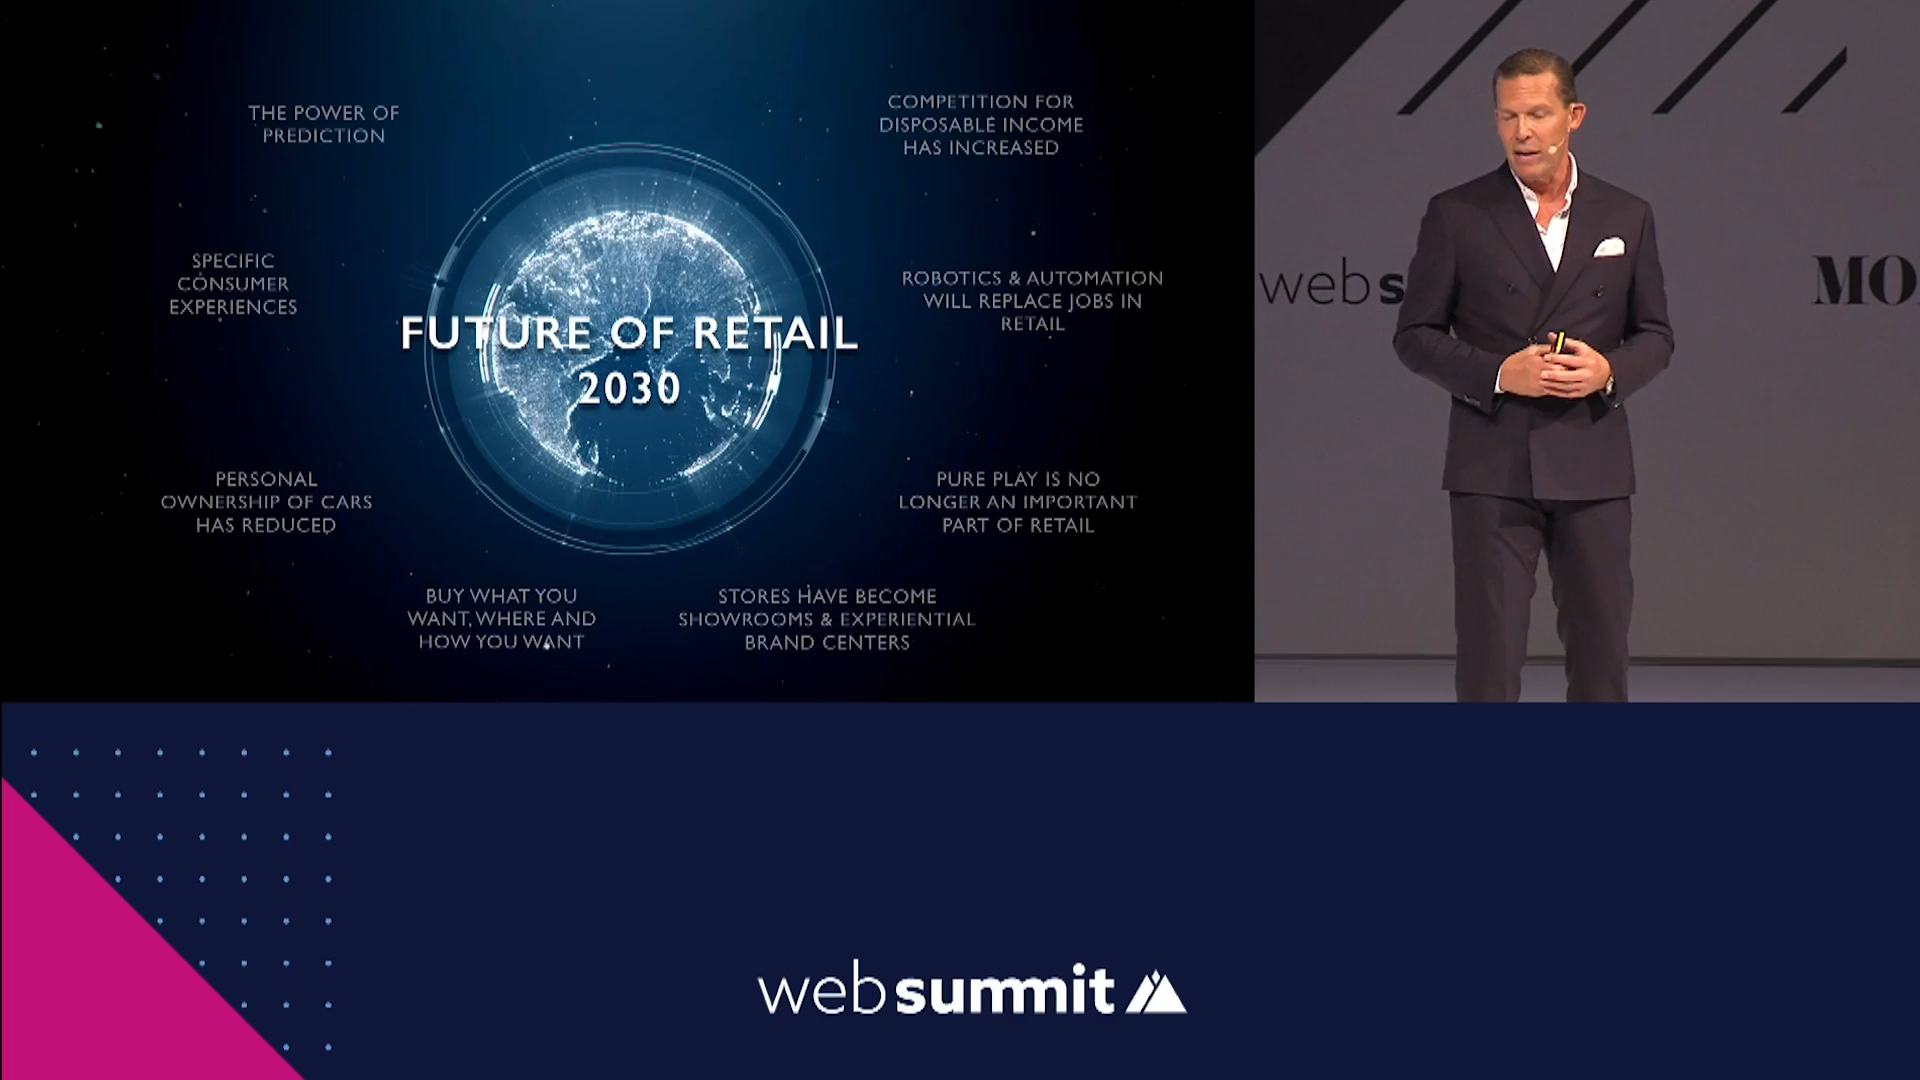 THE POWER OF
PREDICTION
COMPETITION FOR
DISPOSABLE INCOME
HAS INCREASED
SPECIFIC
CONSUMER
EXPERIENCES
ROBOTICS & AUTOMATION
WILL REPLACE JOBS IN
RETAIL
FUTURE OF RETAIL
2030
PERSONAL
OWNERSHIP OF CARS
HAS REDUCED
PURE PLAY IS NO
LONGER AN IMPORTANT
PART OF RETAIL
BUY WHAT YOU
WANT, WHERE AND
HOW YOU WANT
STORES HAVE BECOME
SHOWROOMS & EXPERIENTIAL
BRAND CENTERS
web s
MO
web summit